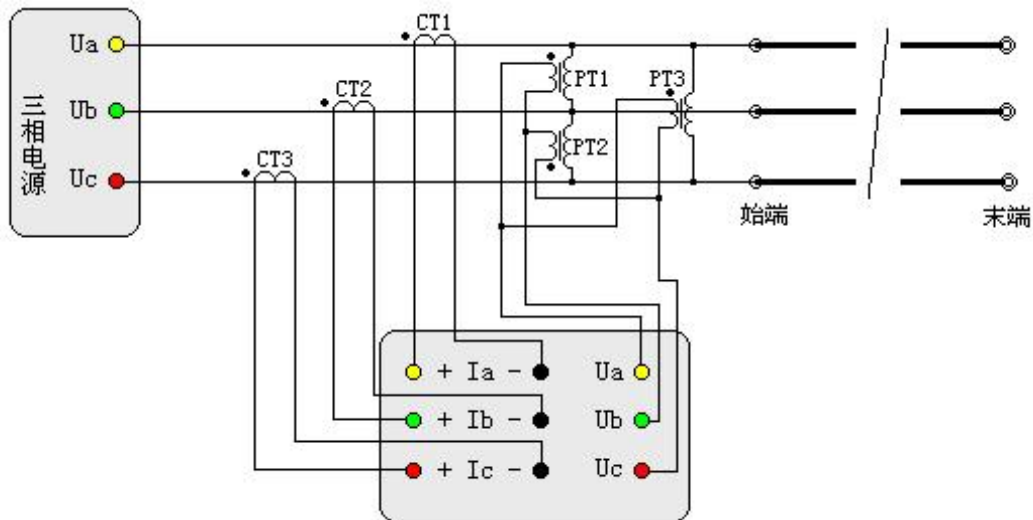 CT1
Ua
CT2
PT1
PT3
Ub
三相电源
CT3
PT2
Uc
始端
末端
+ Ia -
Ua
+ Ib -
Ub
+ Ic -
Uc